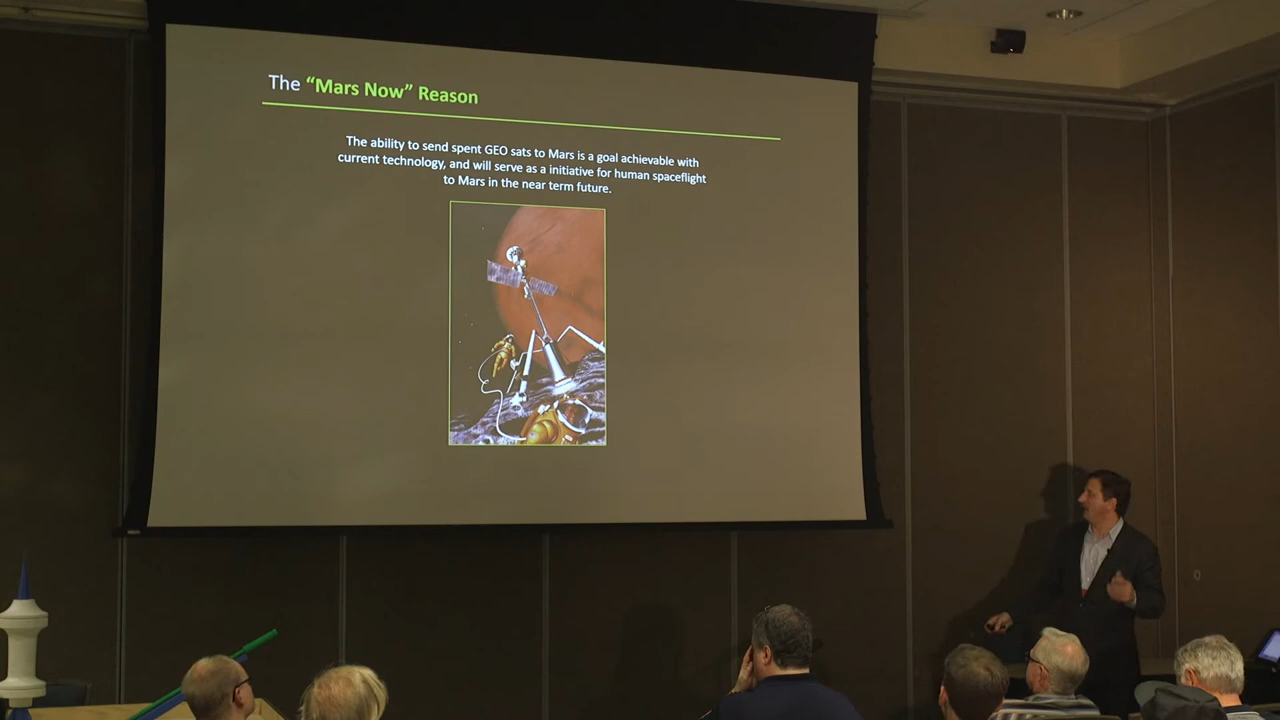 The "Mars Now" Reason
The ability to send spent GEO sats to Mars is a goal achievable with
current technology, and will serve as a initiative for human spaceflight
to Mars in the near term future.